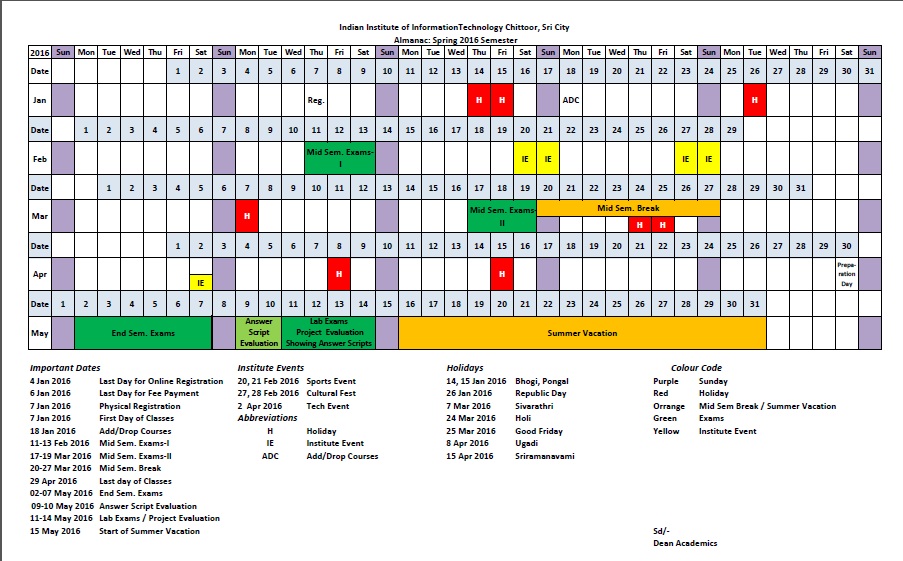 Indian Institute of InformationTechnology Chittoor, Sri City
Almanac: Spring 2016 Semester
2016 Sun Mon Tue Wed Thu Fri Sat Sun Mon Tue Wed Thu Fri Sat Sun Mon Tue Wed Thu Fri Sat Sun Mon Tue Wed Thu Fri Sat Sun Mon Tue Wed Thu Fri Sat Sun
Date 1 2 3 4 5 6 7 8 9 10 11 12 13 14 15 16 17 18 19 20 21 22 23 24 25 26 27 28 29 30 31
Jan Reg. H H ADC H
Date 1 2 3 4 5 6 7 8 9 10 11 12 13 14 15 16 17 18 19 20 21 22 23 24 25 26 27 28 29
Feb Mid Sem. Exams-I IE IE IE IE
Date 1 2 3 4 5 6 7 8 9 10 11 12 13 14 15 16 17 18 19 20 21 22 23 24 25 26 27 28 29 30 31
Mar H Mid Sem. Exams-II Mid Sem. Break H H
Date 1 2 3 4 5 6 7 8 9 10 11 12 13 14 15 16 17 18 19 20 21 22 23 24 25 26 27 28 29 30
Apr IE H H Prepa-ration Day
Date 1 2 3 4 5 6 7 8 9 10 11 12 13 14 15 16 17 18 19 20 21 22 23 24 25 26 27 28 29 30 31
May End Sem. Exams Answer Script Evaluation Lab Exams Project Evaluation Showing Answer Scripts Summer Vacation
Important Dates
4 Jan 2016 Last Day for Online Registration
6 Jan 2016 Last Day for Fee Payment
7 Jan 2016 Physical Registration
7 Jan 2016 First Day of Classes
18 Jan 2016 Add/Drop Courses
11-13 Feb 2016 Mid Sem. Exams-I
17-19 Mar 2016 Mid Sem. Exams-II
20-27 Mar 2016 Mid Sem. Break
29 Apr 2016 Last day of Classes
02-07 May 2016 End Sem. Exams
09-10 May 2016 Answer Script Evaluation
11-14 May 2016 Lab Exams / Project Evaluation
15 May 2016 Start of Summer Vacation
Institute Events
20, 21 Feb 2016 Sports Event
27, 28 Feb 2016 Cultural Fest
2 Apr 2016 Tech Event
Abbreviations
H Holiday
IE Institute Event
ADC Add/Drop Courses
Holidays
14, 15 Jan 2016 Bhogi, Pongal
26 Jan 2016 Republic Day
7 Mar 2016 Sivarathri
24 Mar 2016 Holi
25 Mar 2016 Good Friday
8 Apr 2016 Ugadi
15 Apr 2016 Sriramanavami
Colour Code
Purple Sunday
Red Holiday
Orrange Mid Sem Break / Summer Vacation
Green Exams
Yellow Institute Event
Sd/-
Dean Academics